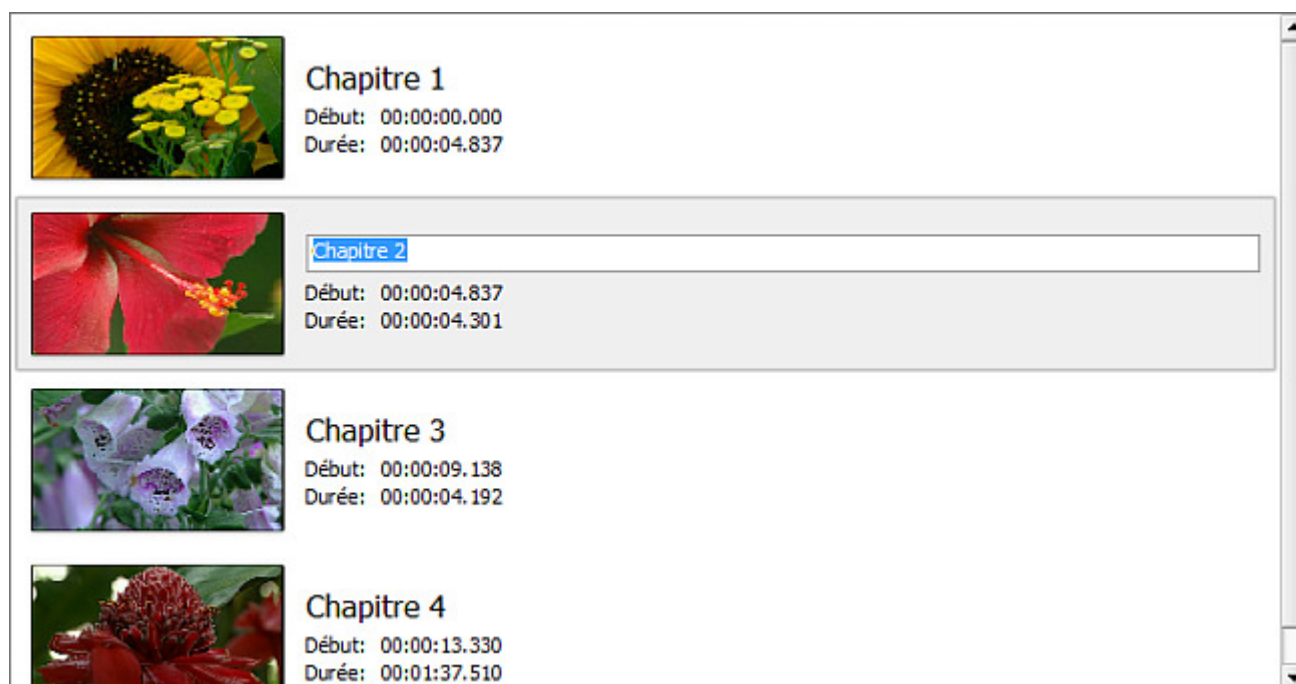 Chapitre 1
Début: 00:00:00.000
Durée: 00:00:04.837
Chapitre 2
Début: 00:00:04.837
Durée: 00:00:04.301
Chapitre 3
Début: 00:00:09.138
Durée: 00:00:04.192
Chapitre 4
Début: 00:00:13.330
Durée: 00:01:37.510